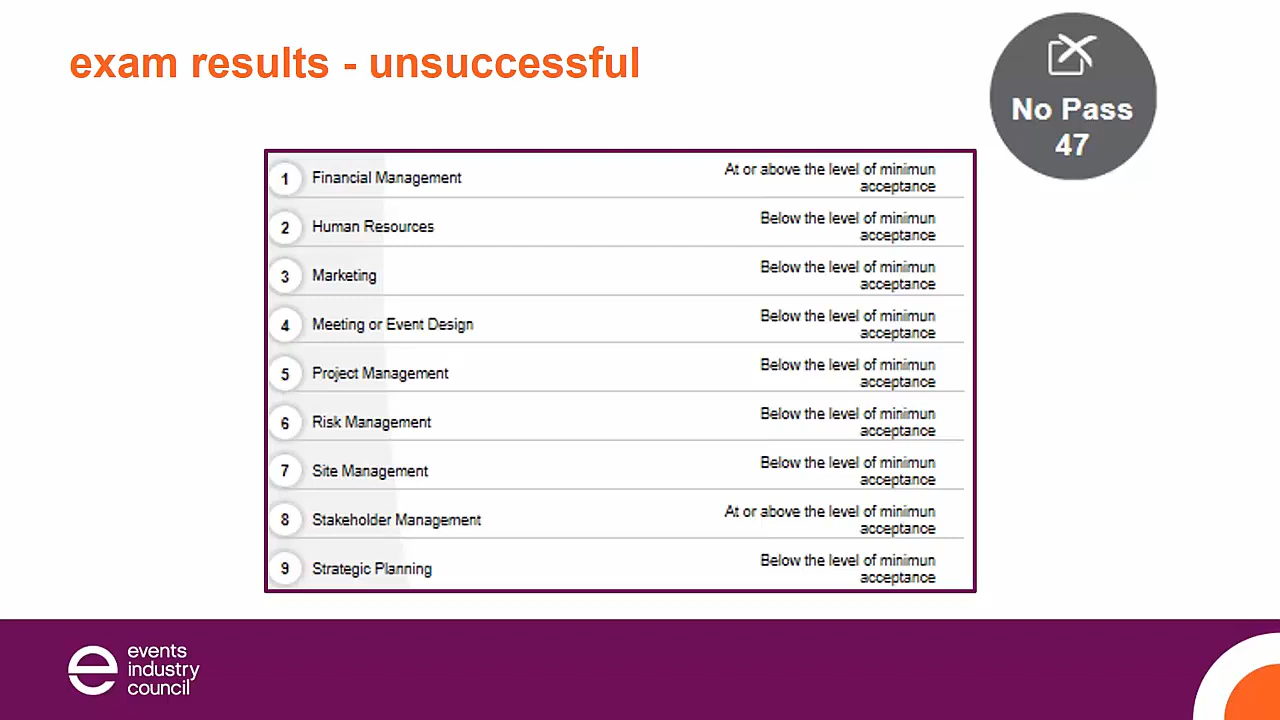 exam results - unsuccessful
No Pass
47
1 Financial Management At or above the level of minimun
acceptance
2 Human Resources Below the level of minimun
acceptance
3 Marketing Below the level of minimun
acceptance
4 Meeting or Event Design Below the level of minimun
acceptance
5 Project Management Below the level of minimun
acceptance
6 Risk Management Below the level of minimun
acceptance
7 Site Management Below the level of minimun
acceptance
8 Stakeholder Management At or above the level of minimun
acceptance
9 Strategic Planning Below the level of minimun
acceptance
events
industry
council